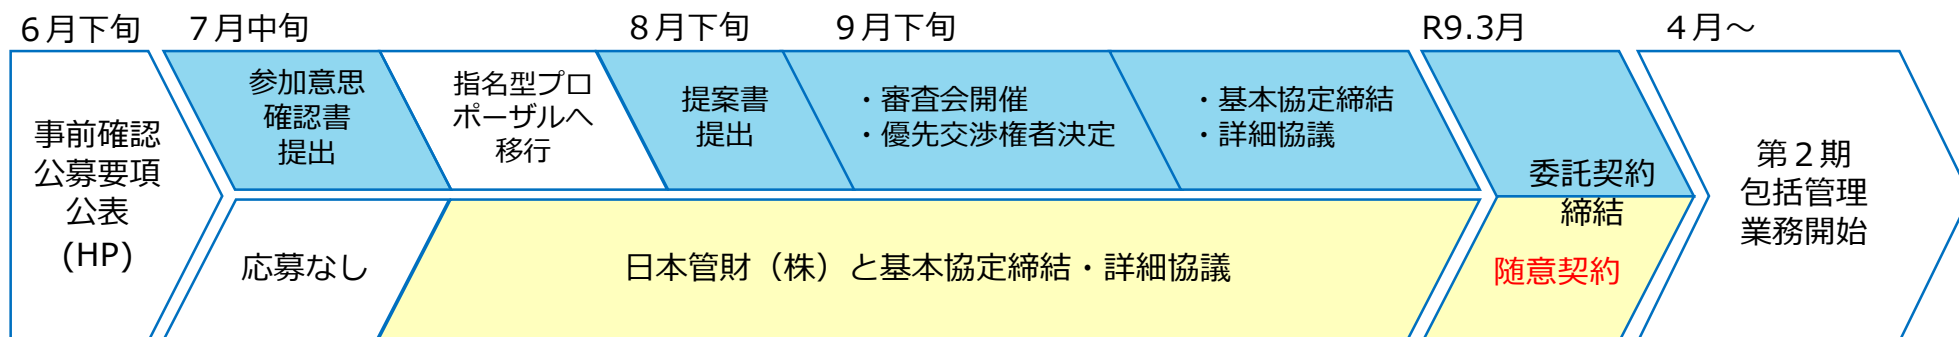 ６月下旬
７月中旬
８月下旬
９月下旬
R9.3月
４月～
事前確認
公募要項
公表
(HP)
参加意思
確認書
提出
指名型プロ
ポーザルへ
移行
提案書
提出
・審査会開催
・優先交渉権者決定
・基本協定締結
・詳細協議
応募なし
日本管財（株）と基本協定締結・詳細協議
委託契約
締結
随意契約
第２期
包括管理
業務開始